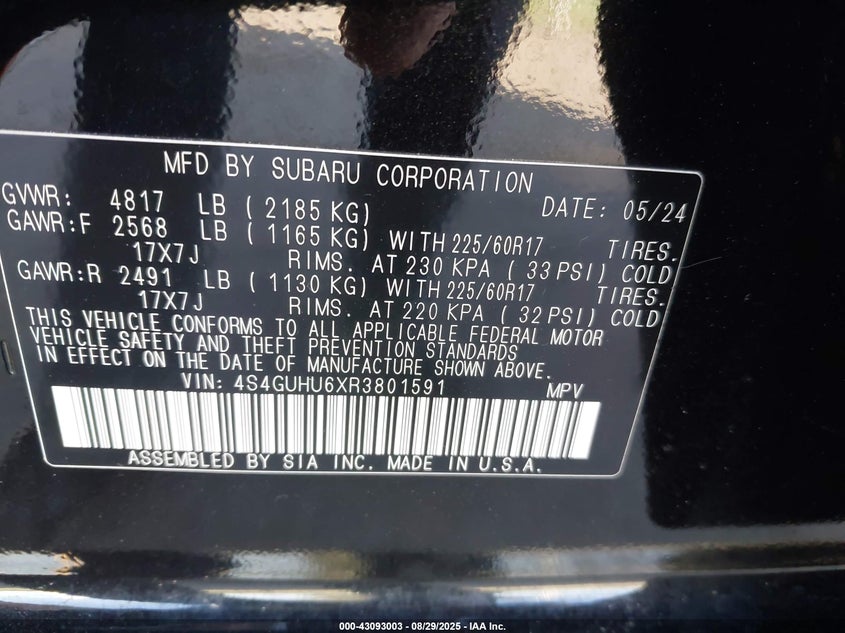 MFD BY SUBARU CORPORATION
GVWR: 4817 LB ( 2185 KG) DATE: 05/24
GAWR:F 2568 LB ( 1165 KG) WITH 225/60R17 TIRES.
17X7J RIMS. AT 230 KPA ( 33 PSI) COLD
GAWR:R 2491 LB ( 1130 KG) WITH 225/60R17 TIRES.
17X7J RIMS. AT 220 KPA ( 32 PSI) COLD
THIS VEHICLE CONFORMS TO ALL APPLICABLE FEDERAL MOTOR
VEHICLE SAFETY AND THEFT PREVENTION STANDARDS
IN EFFECT ON THE DATE OF MANUFACTURE SHOWN ABOVE.
VIN: 4S4GUHU6XR3801591 MPV
ASSEMBLED BY SIA INC. MADE IN U.S.A.
000-43093003 - 08/29/2025 - IAA Inc.